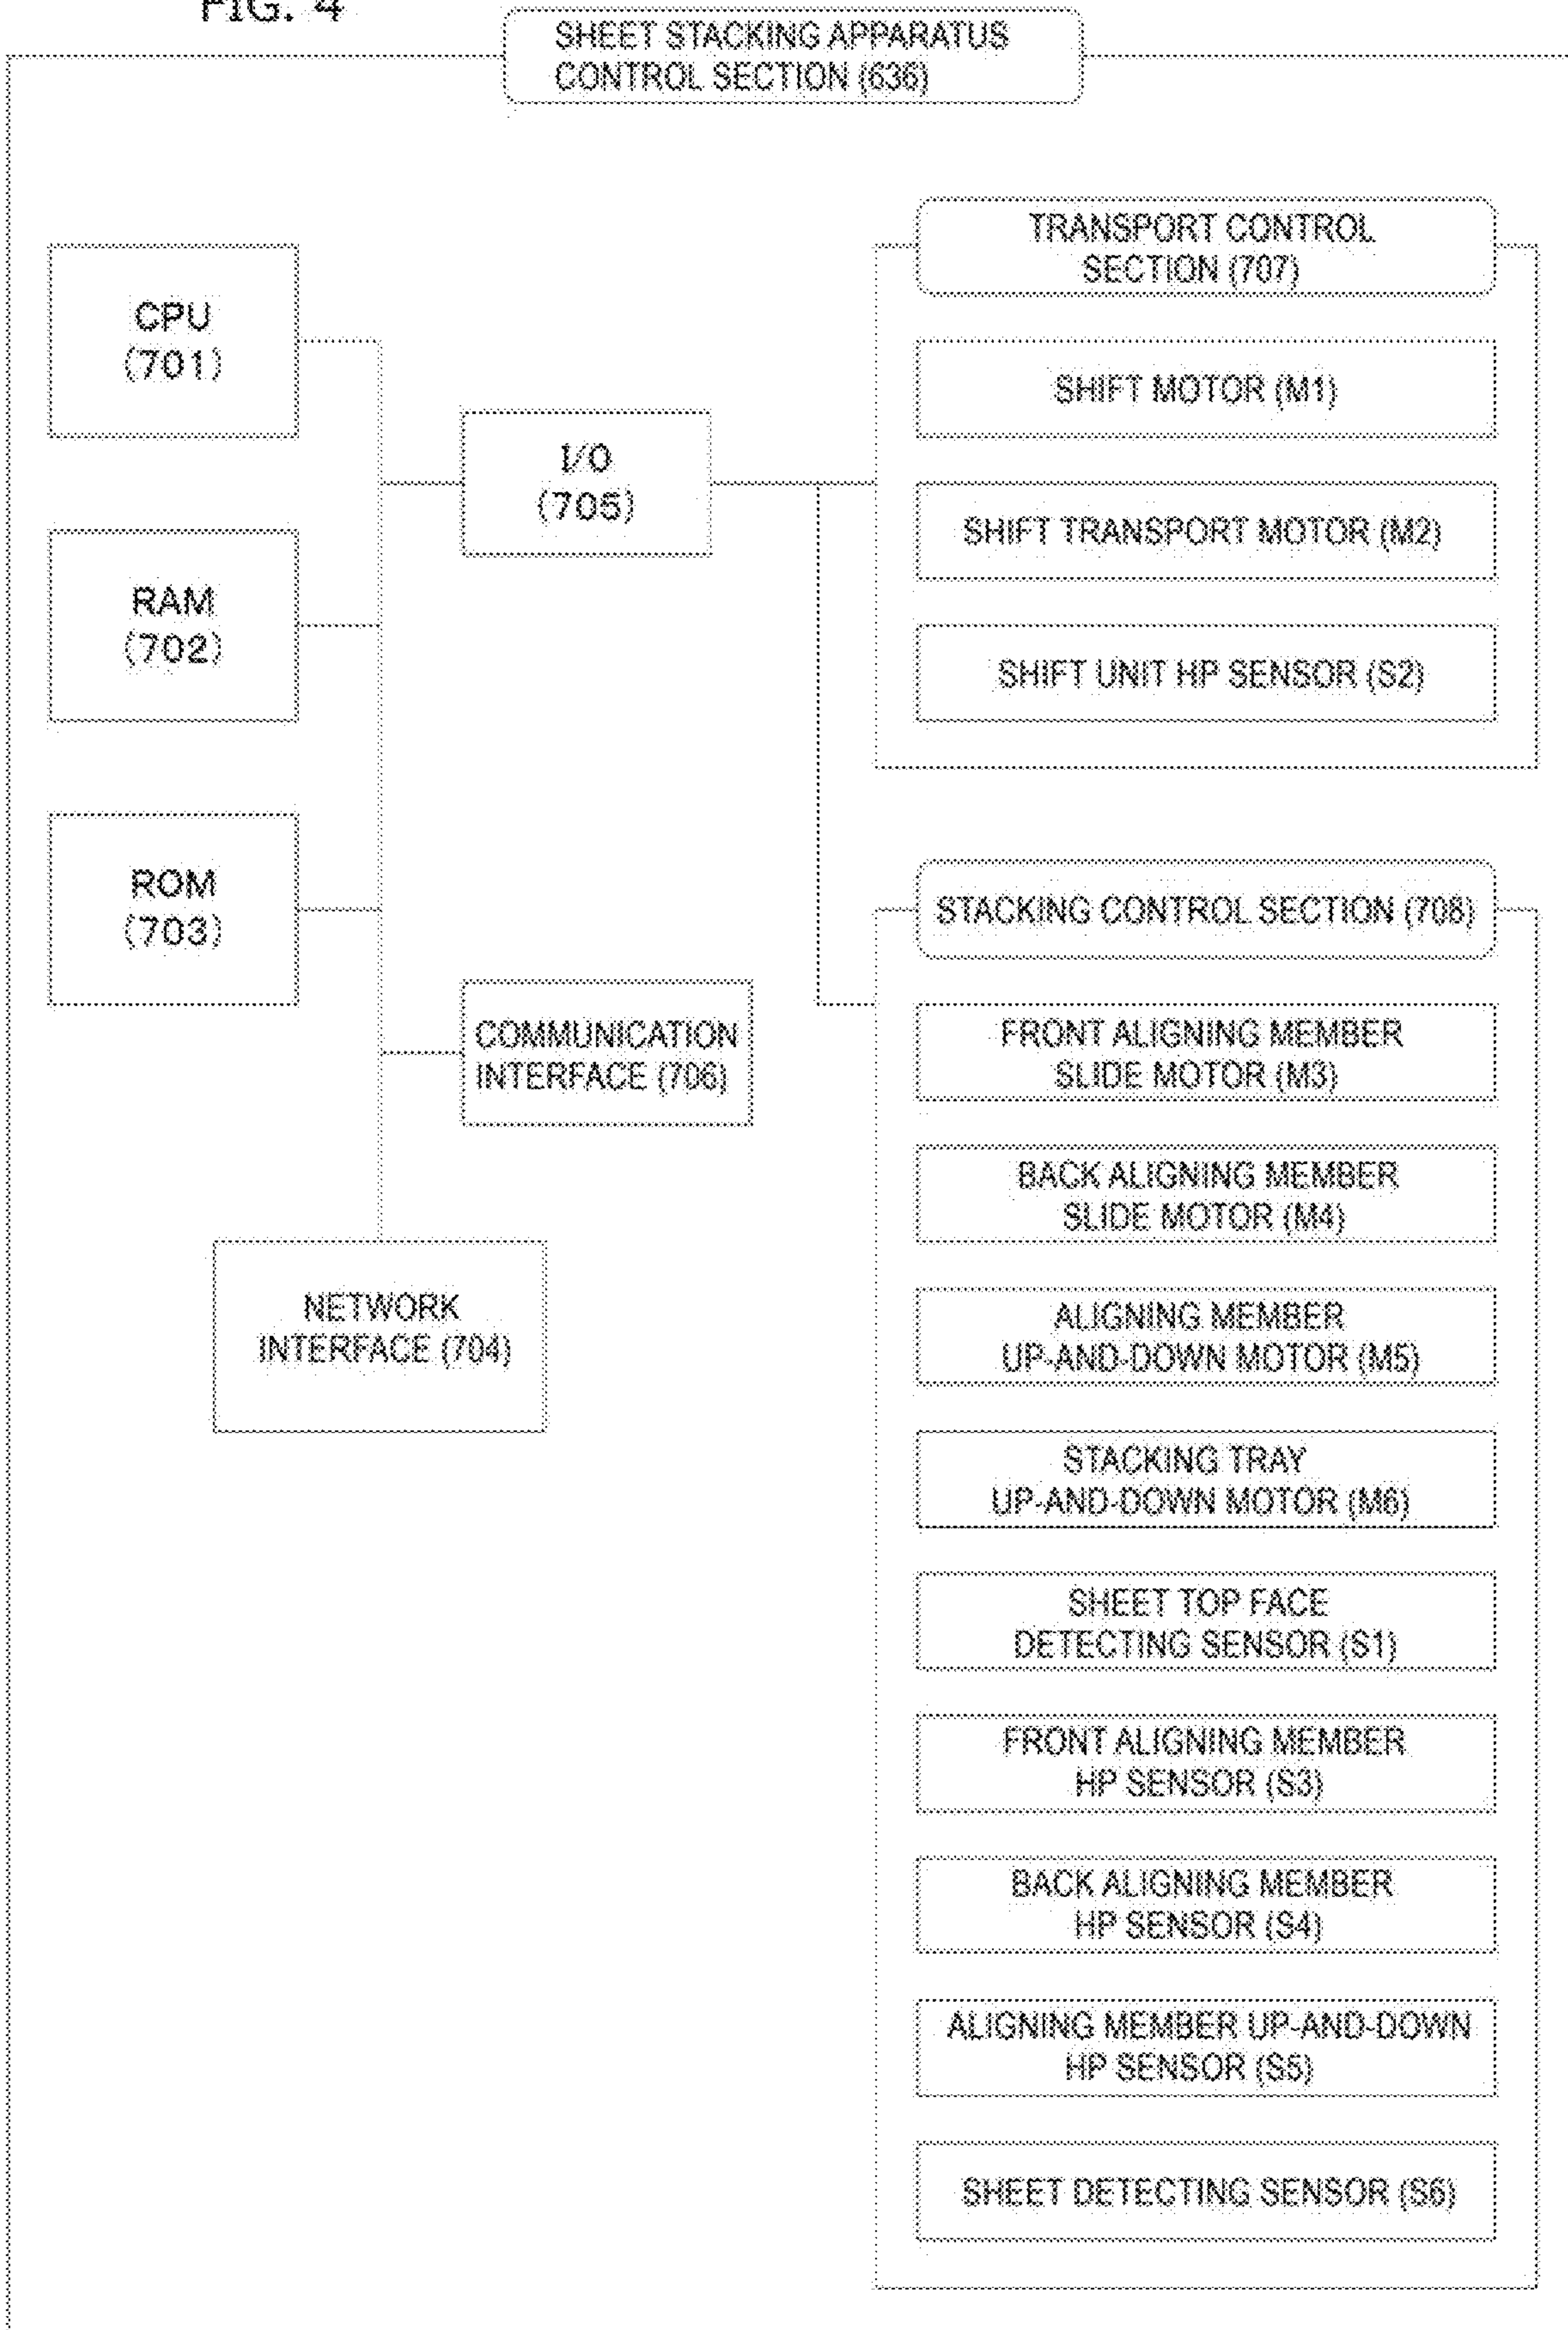 FIG. 4
SHEET STACKING APPARATUS
CONTROL SECTION (636)
CPU
(701)
RAM
(702)
ROM
(703)
I/O
(705)
COMMUNICATION
INTERFACE (706)
NETWORK
INTERFACE (704)
TRANSPORT CONTROL
SECTION (707)
SHIFT MOTOR (M1)
SHIFT TRANSPORT MOTOR (M2)
SHIFT UNIT HP SENSOR (S2)
STACKING CONTROL SECTION (708)
FRONT ALIGNING MEMBER
SLIDE MOTOR (M3)
BACK ALIGNING MEMBER
SLIDE MOTOR (M4)
ALIGNING MEMBER
UP-AND-DOWN MOTOR (M5)
STACKING TRAY
UP-AND-DOWN MOTOR (M6)
SHEET TOP FACE
DETECTING SENSOR (S1)
FRONT ALIGNING MEMBER
HP SENSOR (S3)
BACK ALIGNING MEMBER
HP SENSOR (S4)
ALIGNING MEMBER UP-AND-DOWN
HP SENSOR (S5)
SHEET DETECTING SENSOR (S6)